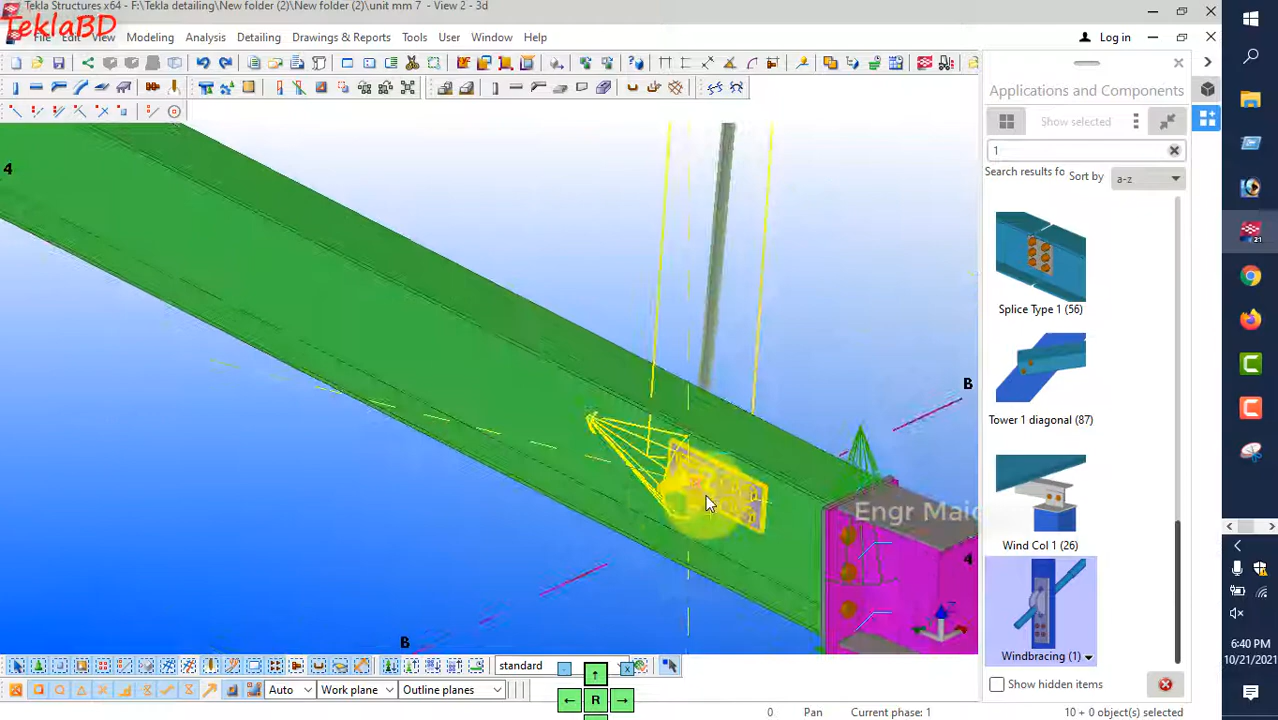 Tekla Structures x64 - F:\Tekla detailing\New folder (2)\New folder (2)\unit mm 7 - View 2 - 3d
TeklaBD
File Edit View Modeling Analysis Detailing Drawings & Reports Tools User Window Help
Log in
Applications and Components
Show selected
1
Search results fo Sort by a-z
4
Splice Type 1 (56)
B
Tower 1 diagonal (87)
Engr
Wind Col 1 (26)
4
B
Windbracing (1)
standard
Show hidden items
R
Auto Work plane Outline planes
0 Pan Current phase: 1 10 + 0 object(s) selected
21
6:40 PM
10/21/2021